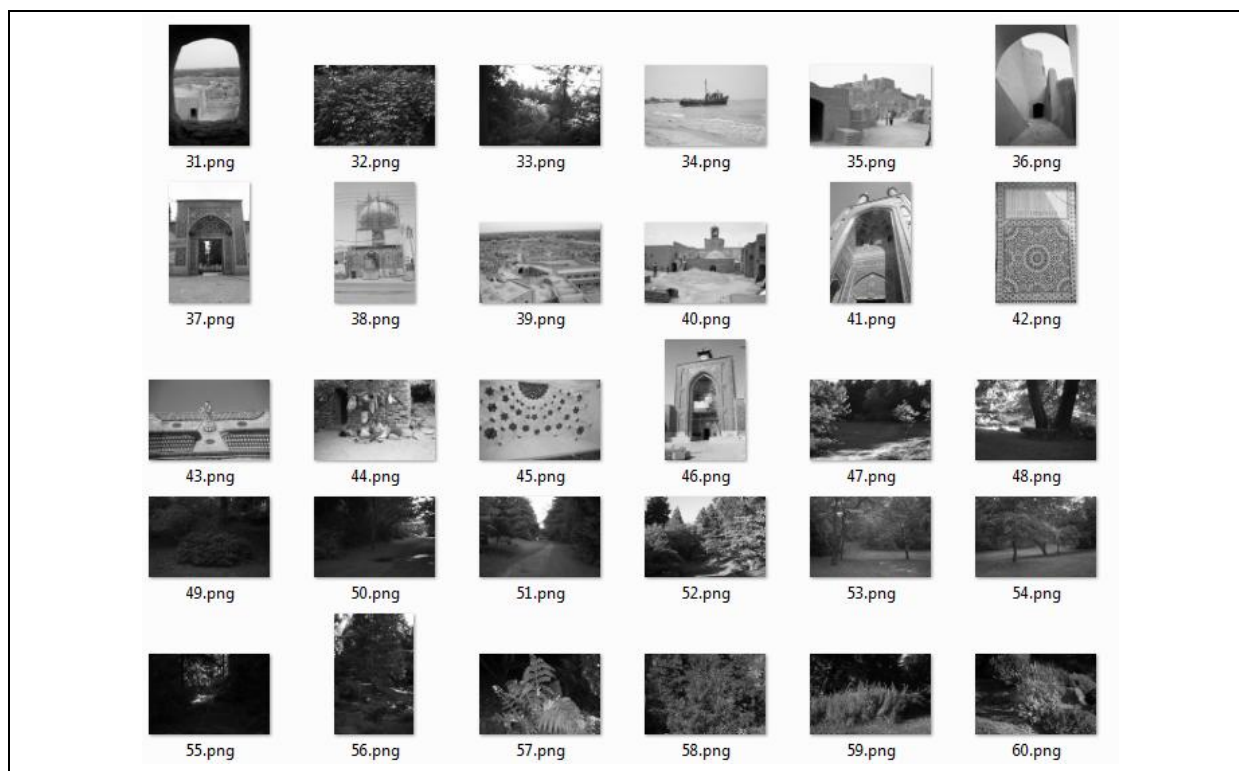 31.png 32.png 33.png 34.png 35.png 36.png
37.png 38.png 39.png 40.png 41.png 42.png
43.png 44.png 45.png 46.png 47.png 48.png
49.png 50.png 51.png 52.png 53.png 54.png
55.png 56.png 57.png 58.png 59.png 60.png